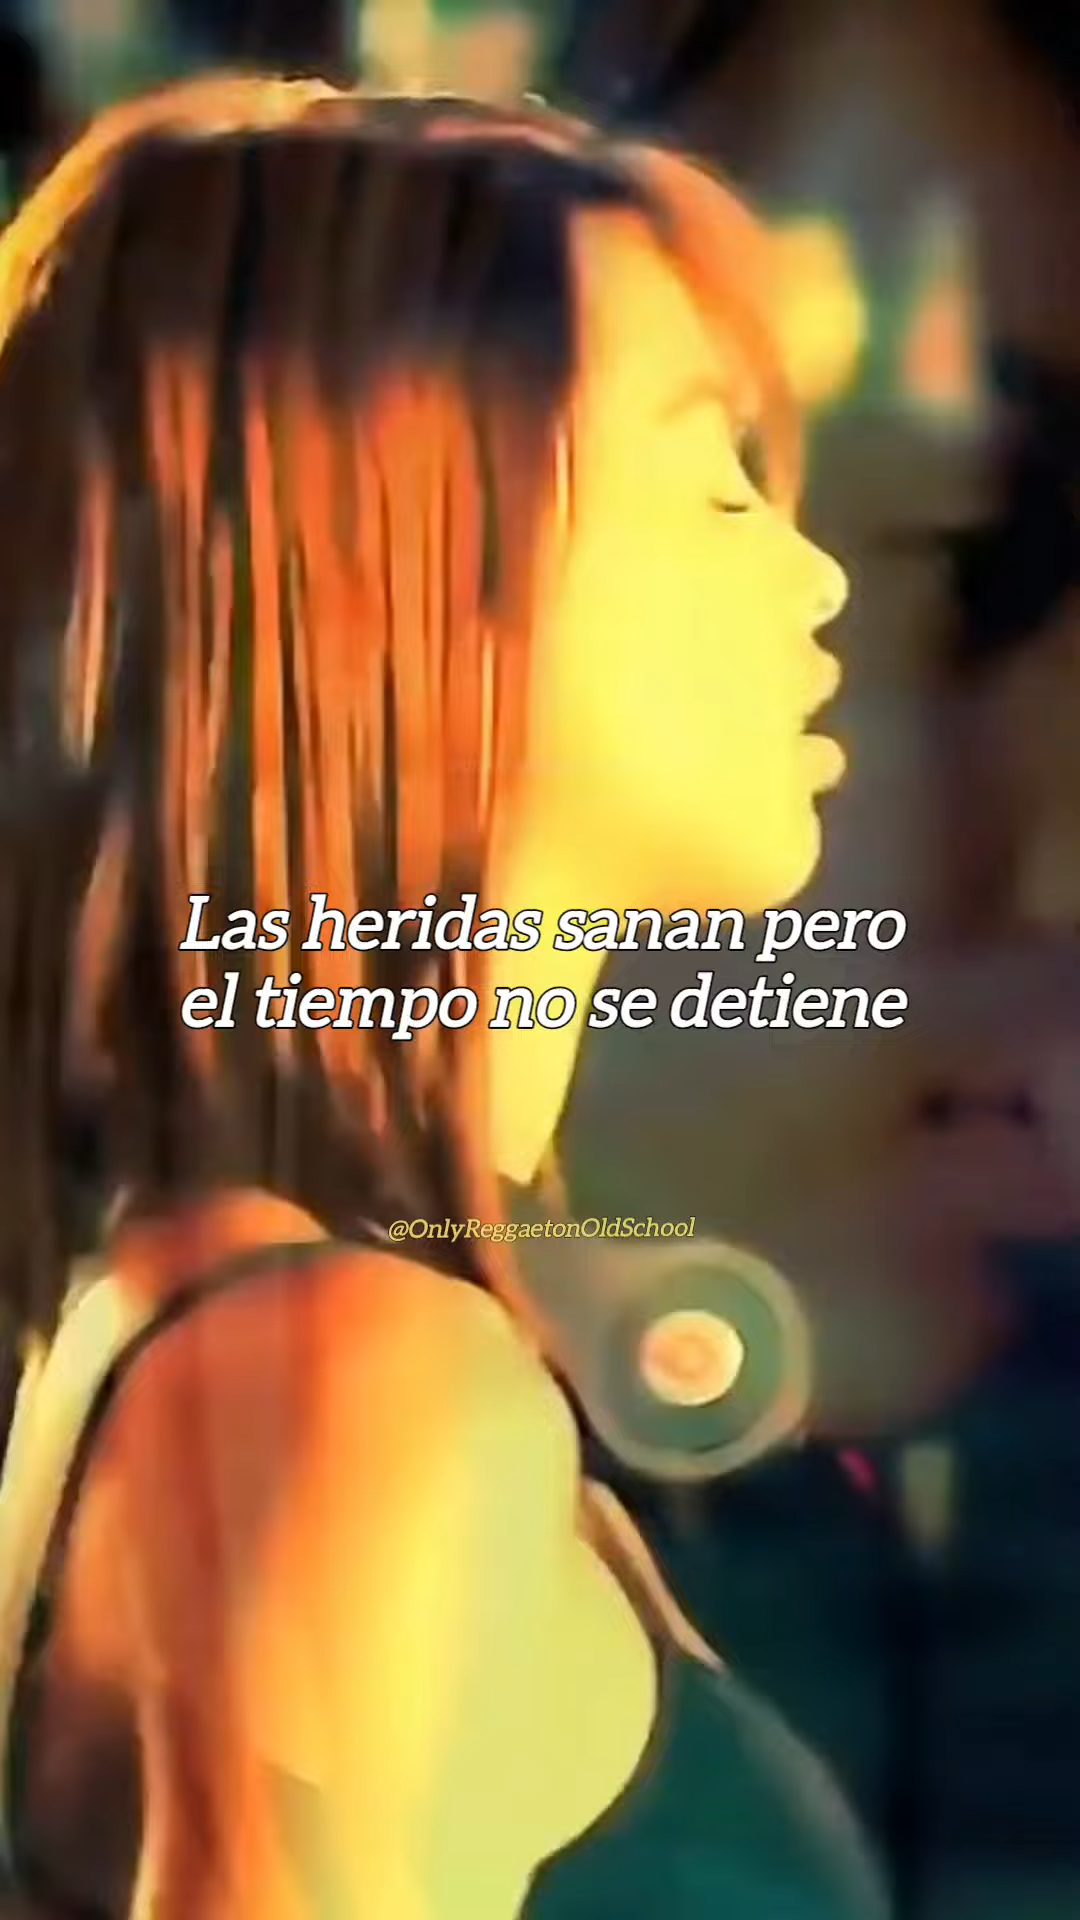 Las heridas sanan pero
el tiempo no se detiene
@OnlyReggaetonOldSchool